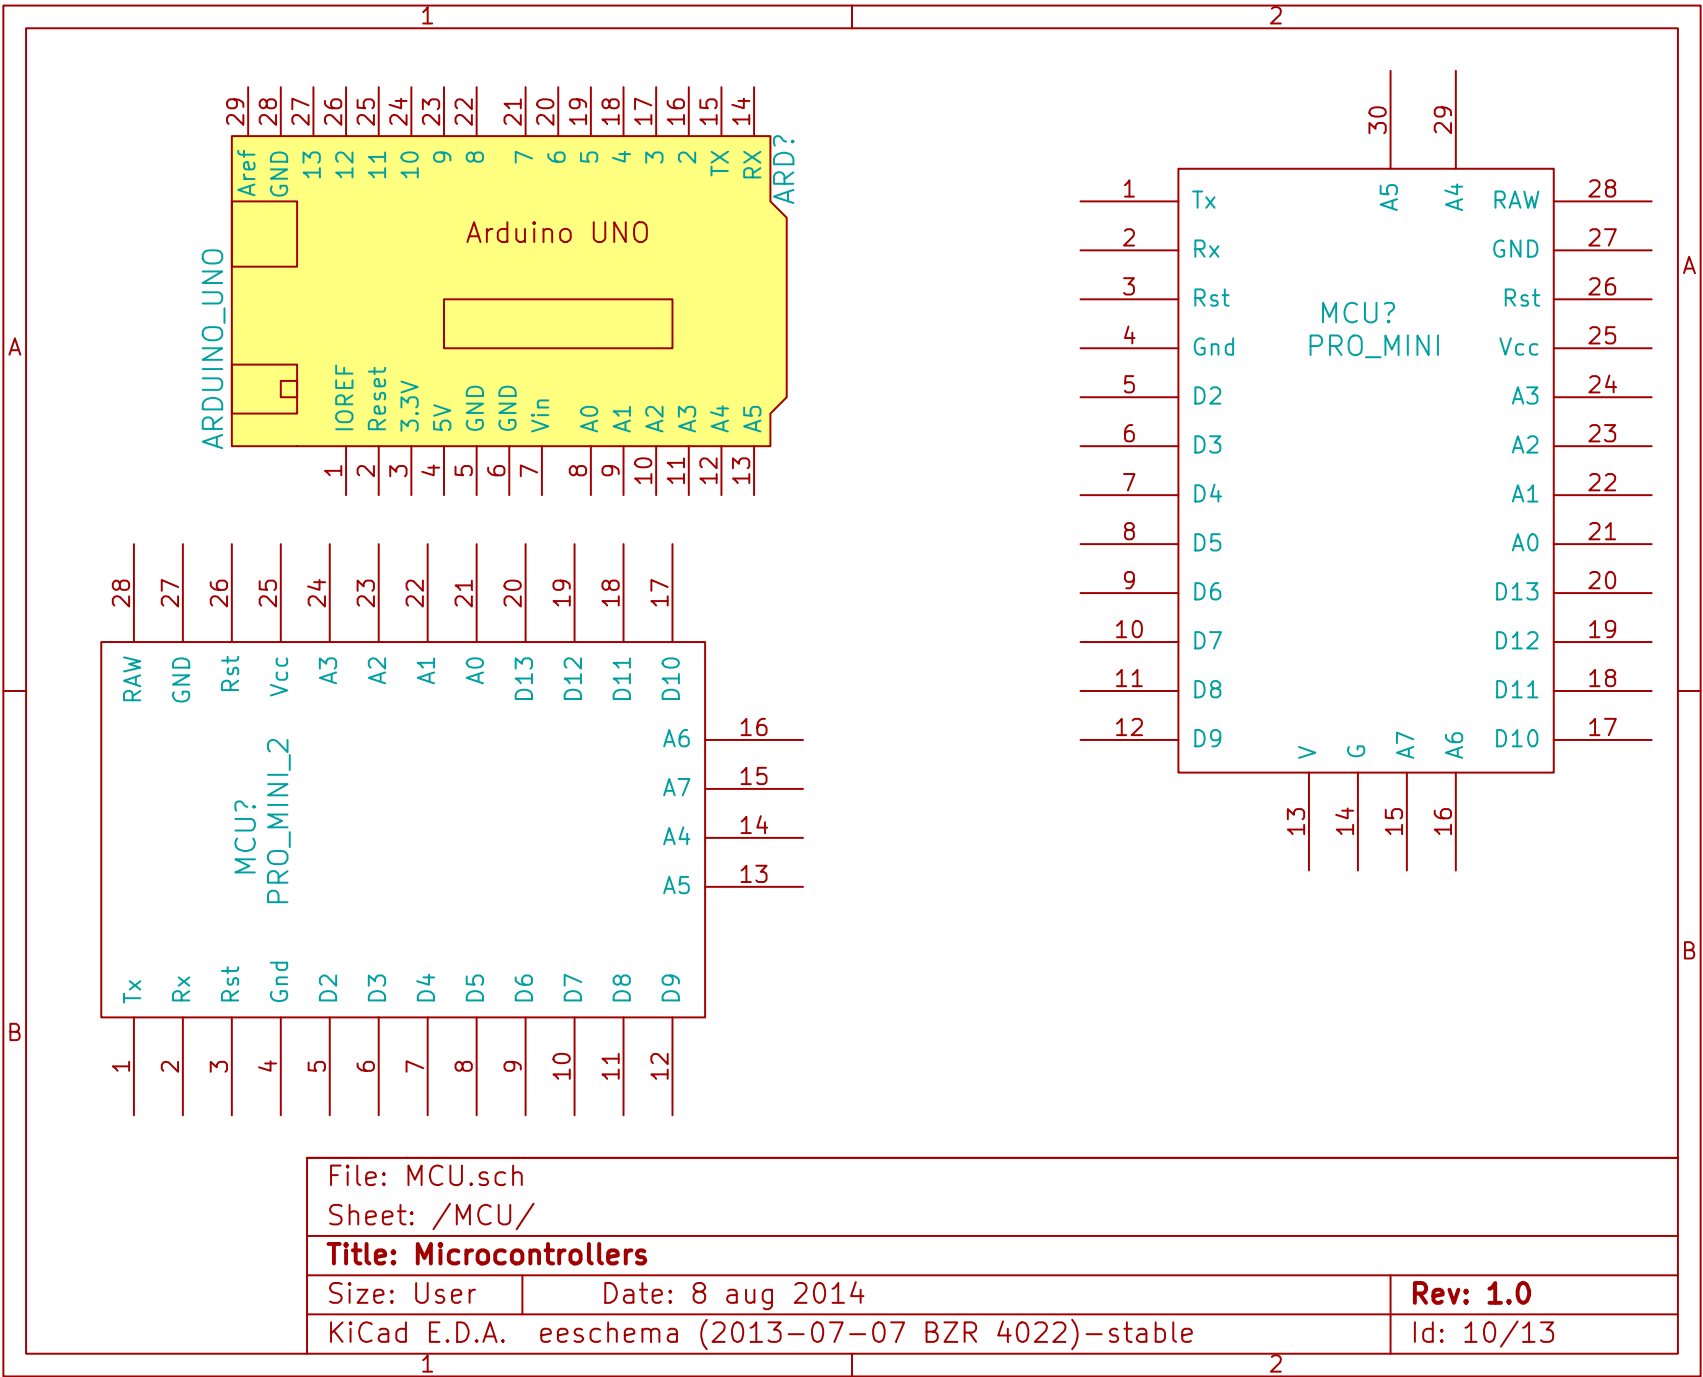 1 2
A
B
A
B
29 28 27 26 25 24 23 22 21 20 19 18 17 16 15 14
Aref GND 13 12 11 10 9 8 7 6 5 4 3 2 TX RX
ARD?
Arduino UNO
ARDUINO_UNO
IOREF Reset 3.3V 5V GND GND Vin A0 A1 A2 A3 A4 A5
1 2 3 4 5 6 7 8 9 10 11 12 13
30 29
A5 A4
1 Tx RAW 28
2 Rx GND 27
3 Rst Rst 26
MCU?
PRO_MINI
4 Gnd Vcc 25
5 D2 A3 24
6 D3 A2 23
7 D4 A1 22
8 D5 A0 21
9 D6 D13 20
10 D7 D12 19
11 D8 D11 18
12 D9 D10 17
V G A7 A6
13 14 15 16
28 27 26 25 24 23 22 21 20 19 18 17
RAW GND Rst Vcc A3 A2 A1 A0 D13 D12 D11 D10
A6 16
A7 15
A4 14
A5 13
MCU?
PRO_MINI_2
Tx Rx Rst Gnd D2 D3 D4 D5 D6 D7 D8 D9
1 2 3 4 5 6 7 8 9 10 11 12
File: MCU.sch
Sheet: /MCU/
Title: Microcontrollers
Size: User Date: 8 aug 2014 Rev: 1.0
KiCad E.D.A. eeschema (2013-07-07 BZR 4022)-stable Id: 10/13
1 2